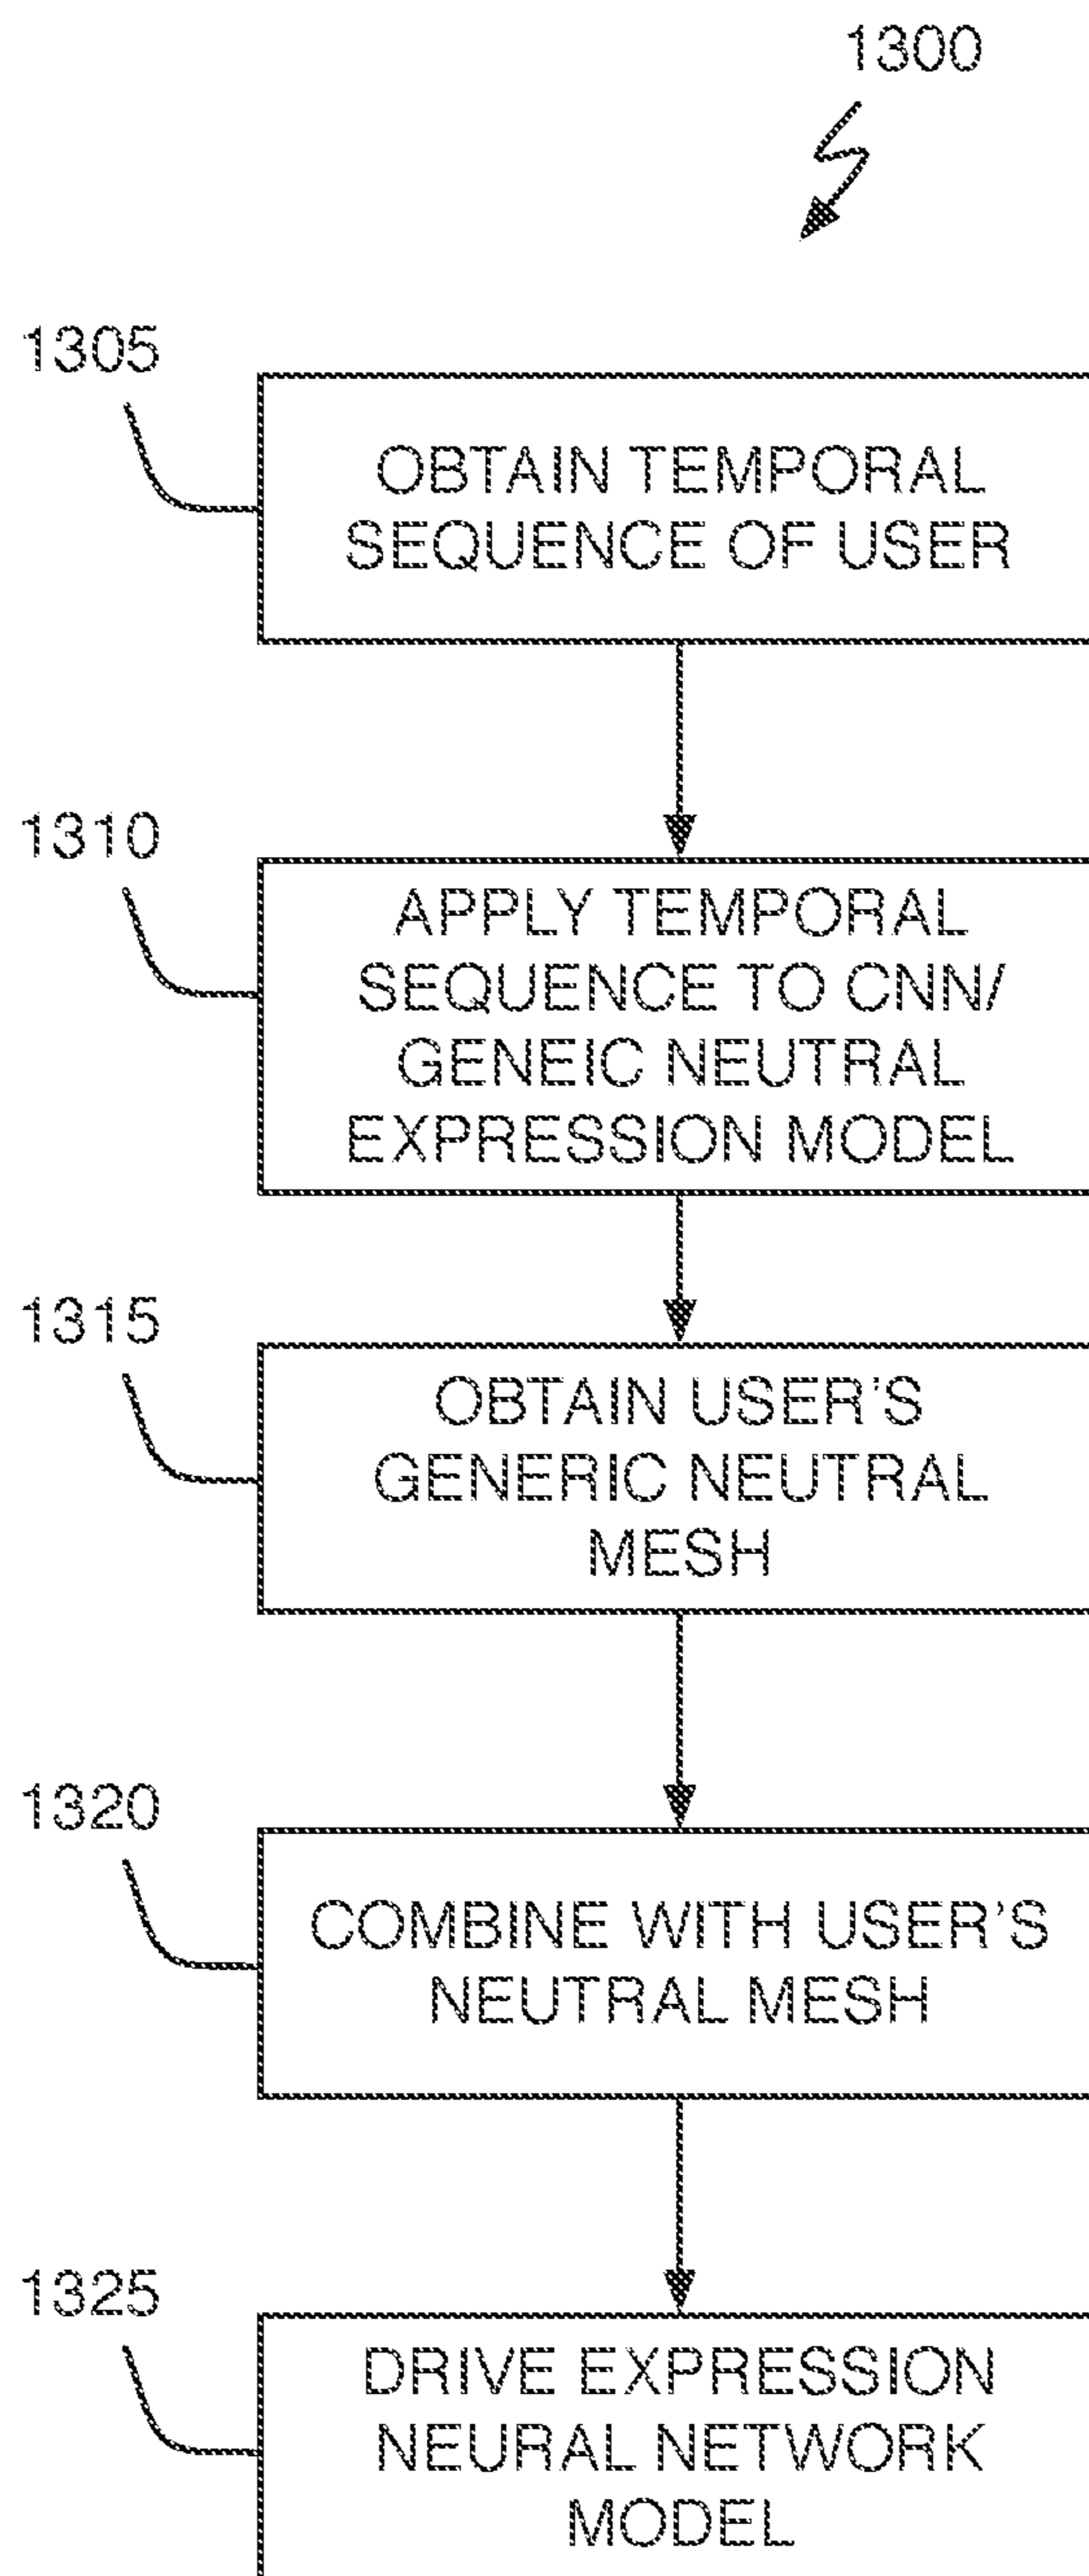 1300
1305
OBTAIN TEMPORAL
SEQUENCE OF USER
1310
APPLY TEMPORAL
SEQUENCE TO CNN/
GENEIC NEUTRAL
EXPRESSION MODEL
1315
OBTAIN USER'S
GENERIC NEUTRAL
MESH
1320
COMBINE WITH USER'S
NEUTRAL MESH
1325
DRIVE EXPRESSION
NEURAL NETWORK
MODEL